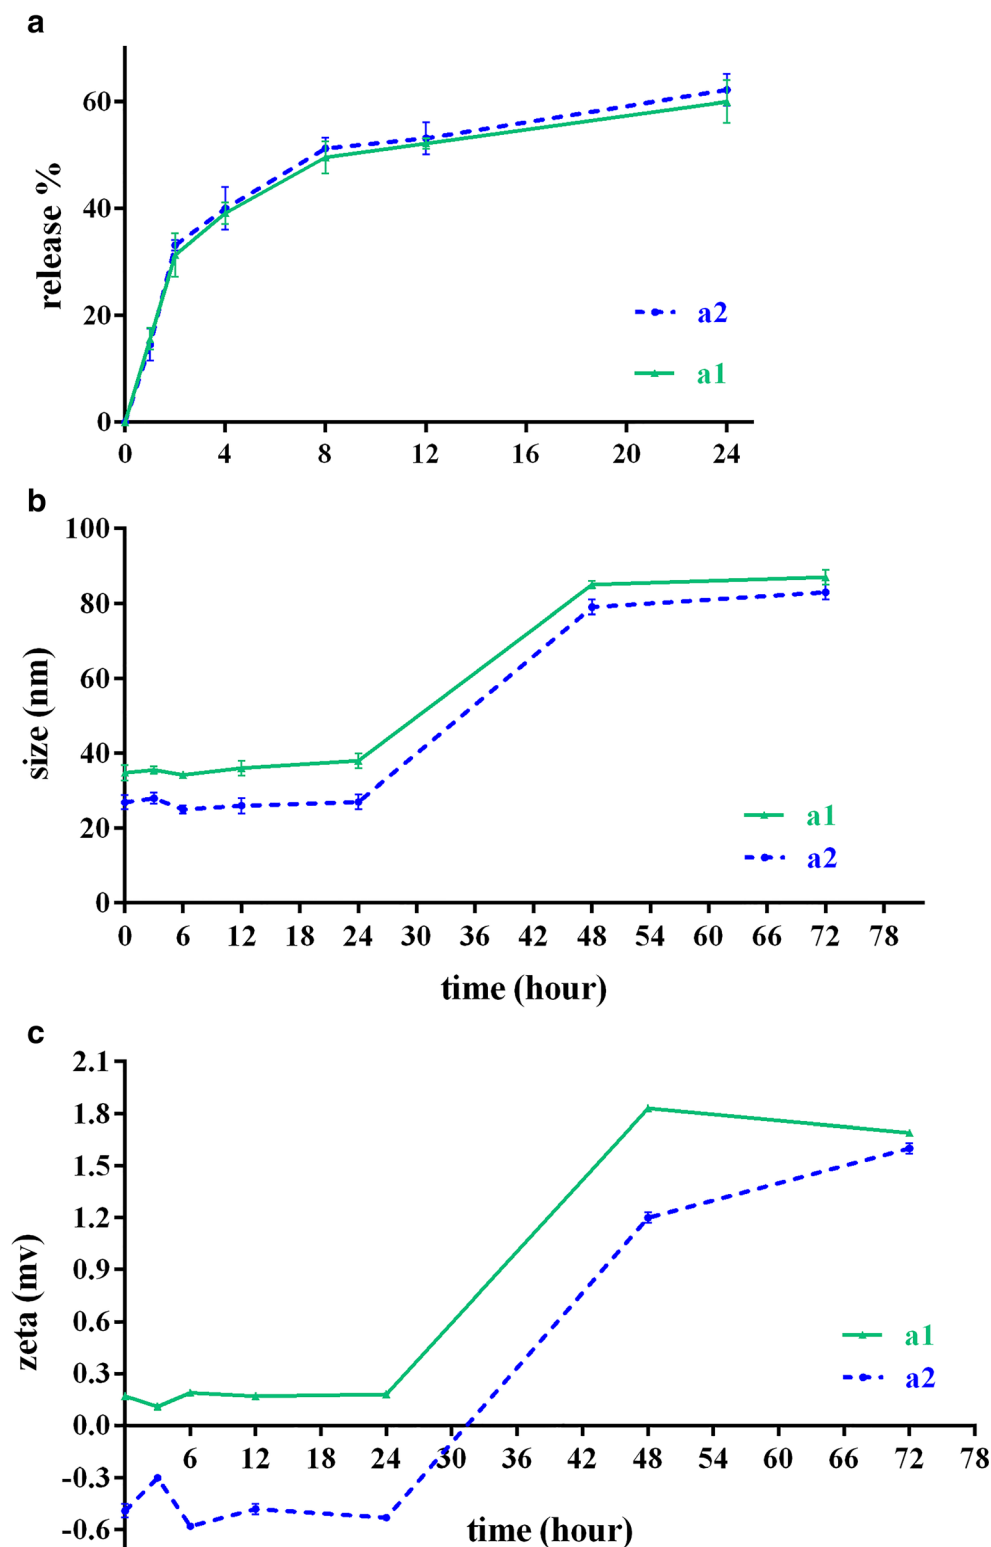 a
60
40
20
0
release %
a2
a1
0 4 8 12 16 20 24
b
100
80
60
40
20
0
size (nm)
a1
a2
0 6 12 18 24 30 36 42 48 54 60 66 72 78
time (hour)
c
2.1
1.8
1.5
1.2
0.9
0.6
0.3
0.0
-0.3
-0.6
zeta (mv)
a1
a2
6 12 18 24 30 36 42 48 54 60 66 72 78
time (hour)